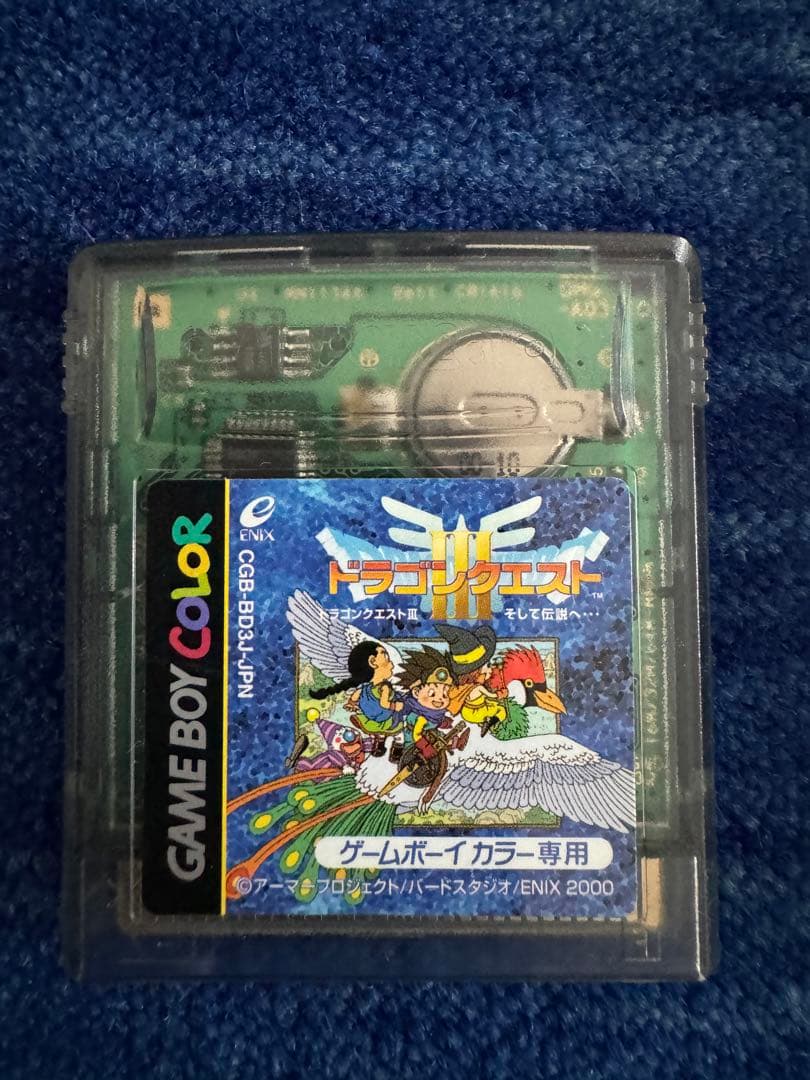 00-10
ENIX
ドラゴンクエスト
III
TM
ドラゴンクエストIII
そして伝説へ…
CGB-BD3J-JPN
GAME BOY COLOR
ゲームボーイ カラー専用
©アーマープロジェクト/バードスタジオ/ENIX 2000